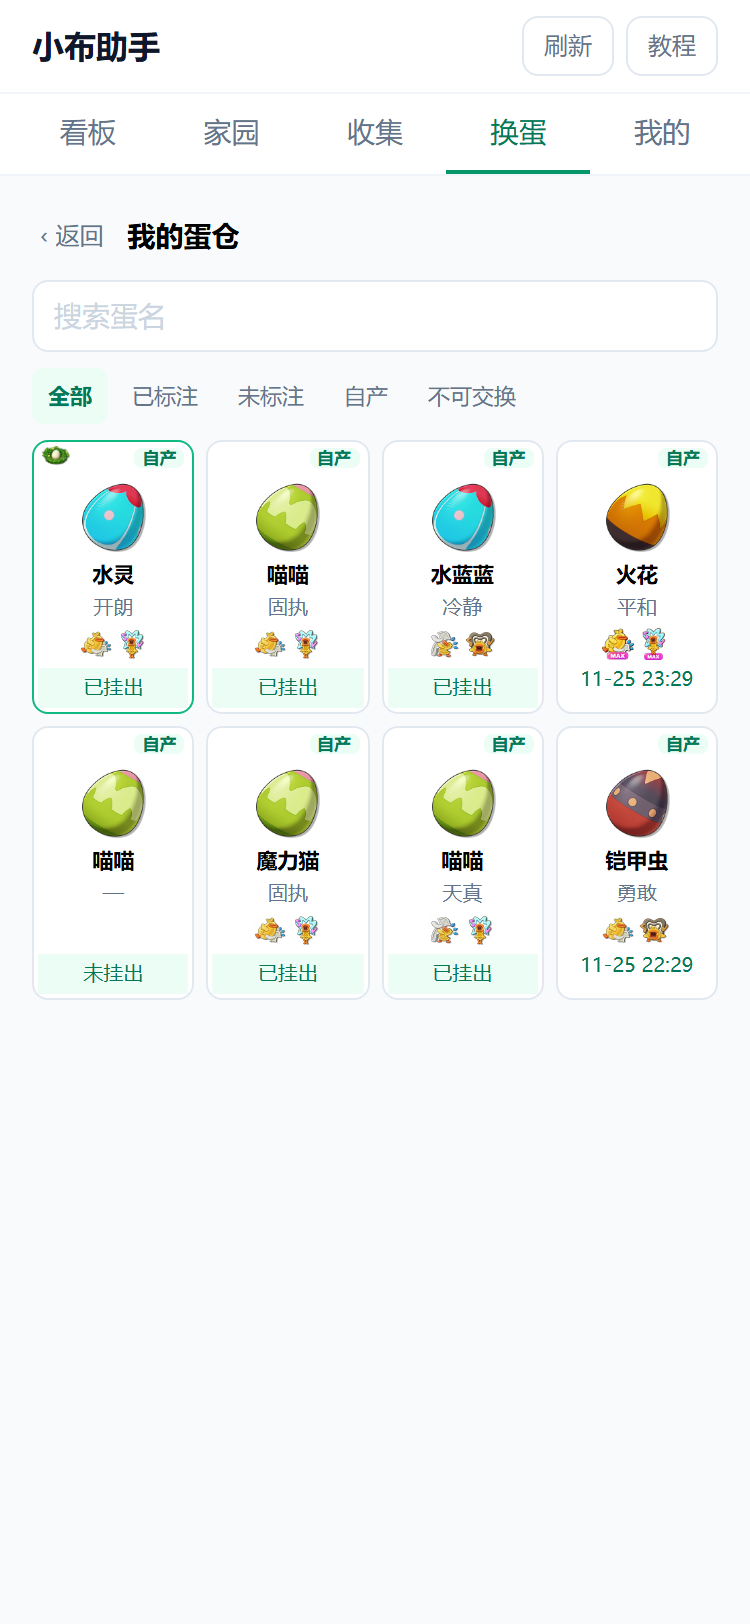 小布助手
刷新
教程
看板
家园
收集
换蛋
我的
‹ 返回
我的蛋仓
搜索蛋名
全部
已标注
未标注
自产
不可交换
自产
水灵
开朗
已挂出
自产
喵喵
固执
已挂出
自产
水蓝蓝
冷静
已挂出
自产
火花
平和
MAX
MAX
11-25 23:29
自产
喵喵
—
未挂出
自产
魔力猫
固执
已挂出
自产
喵喵
天真
已挂出
自产
铠甲虫
勇敢
11-25 22:29